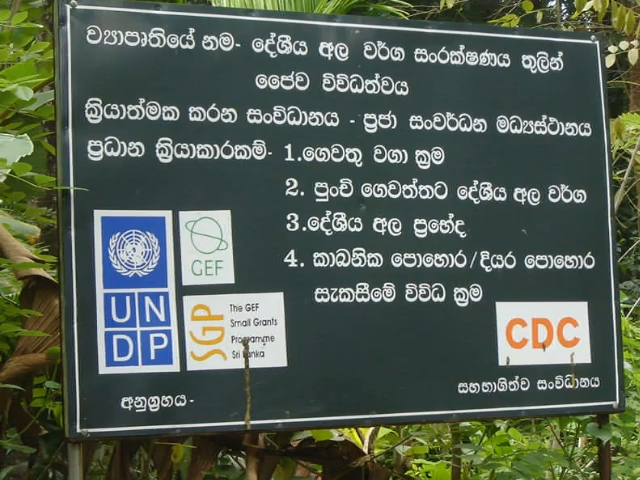 ව්‍යාපෘතියේ නම- දේශීය අල වර්ග සංරක්ෂණය තුලින්
ජෛව විවිධත්වය
ක්‍රියාත්මක කරන සංවිධානය - ප්‍රජා සංවර්ධන මධ්‍යස්ථානය
ප්‍රධාන ක්‍රියාකාරකම්- 1.ගෙවතු වගා ක්‍රම
2. පුංචි ගෙවත්තට දේශීය අල වර්ග
3.දේශීය අල ප්‍රභේද
4. කාබනික පොහොර/දියර පොහොර
සැකසීමේ විවිධ ක්‍රම
UN
DP
GEF
SGP
The GEF
Small Grants
Programme
Sri Lanka
CDC
අනුග්‍රහය-
සහභාගිත්ව සංවිධානය